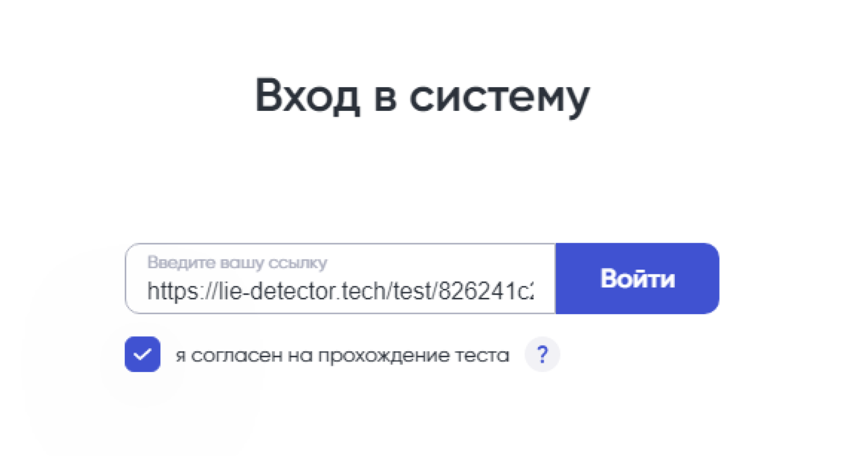 Вход в систему
Введите вашу ссылку
https://lie-detector.tech/test/826241c
Войти
я согласен на прохождение теста
?